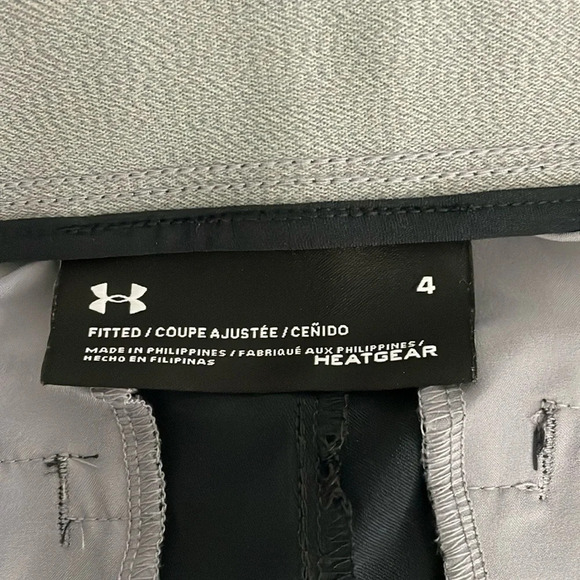 4
FITTED / COUPE AJUSTÉE / CEÑIDO
MADE IN PHILIPPINES / FABRIQUÉ AUX PHILIPPINES /
HECHO EN FILIPINAS
HEATGEAR